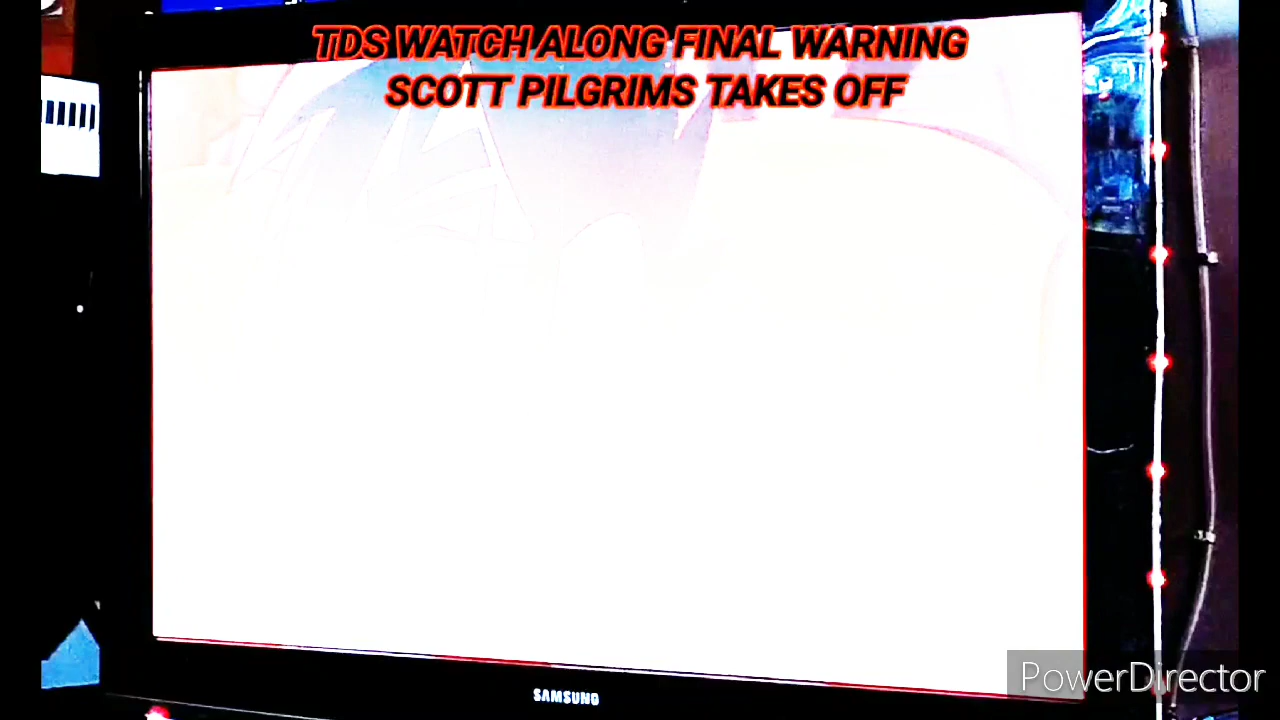 TDS WATCH ALONG FINAL WARNING
SCOTT PILGRIMS TAKES OFF
SAMSUNG
PowerDirector